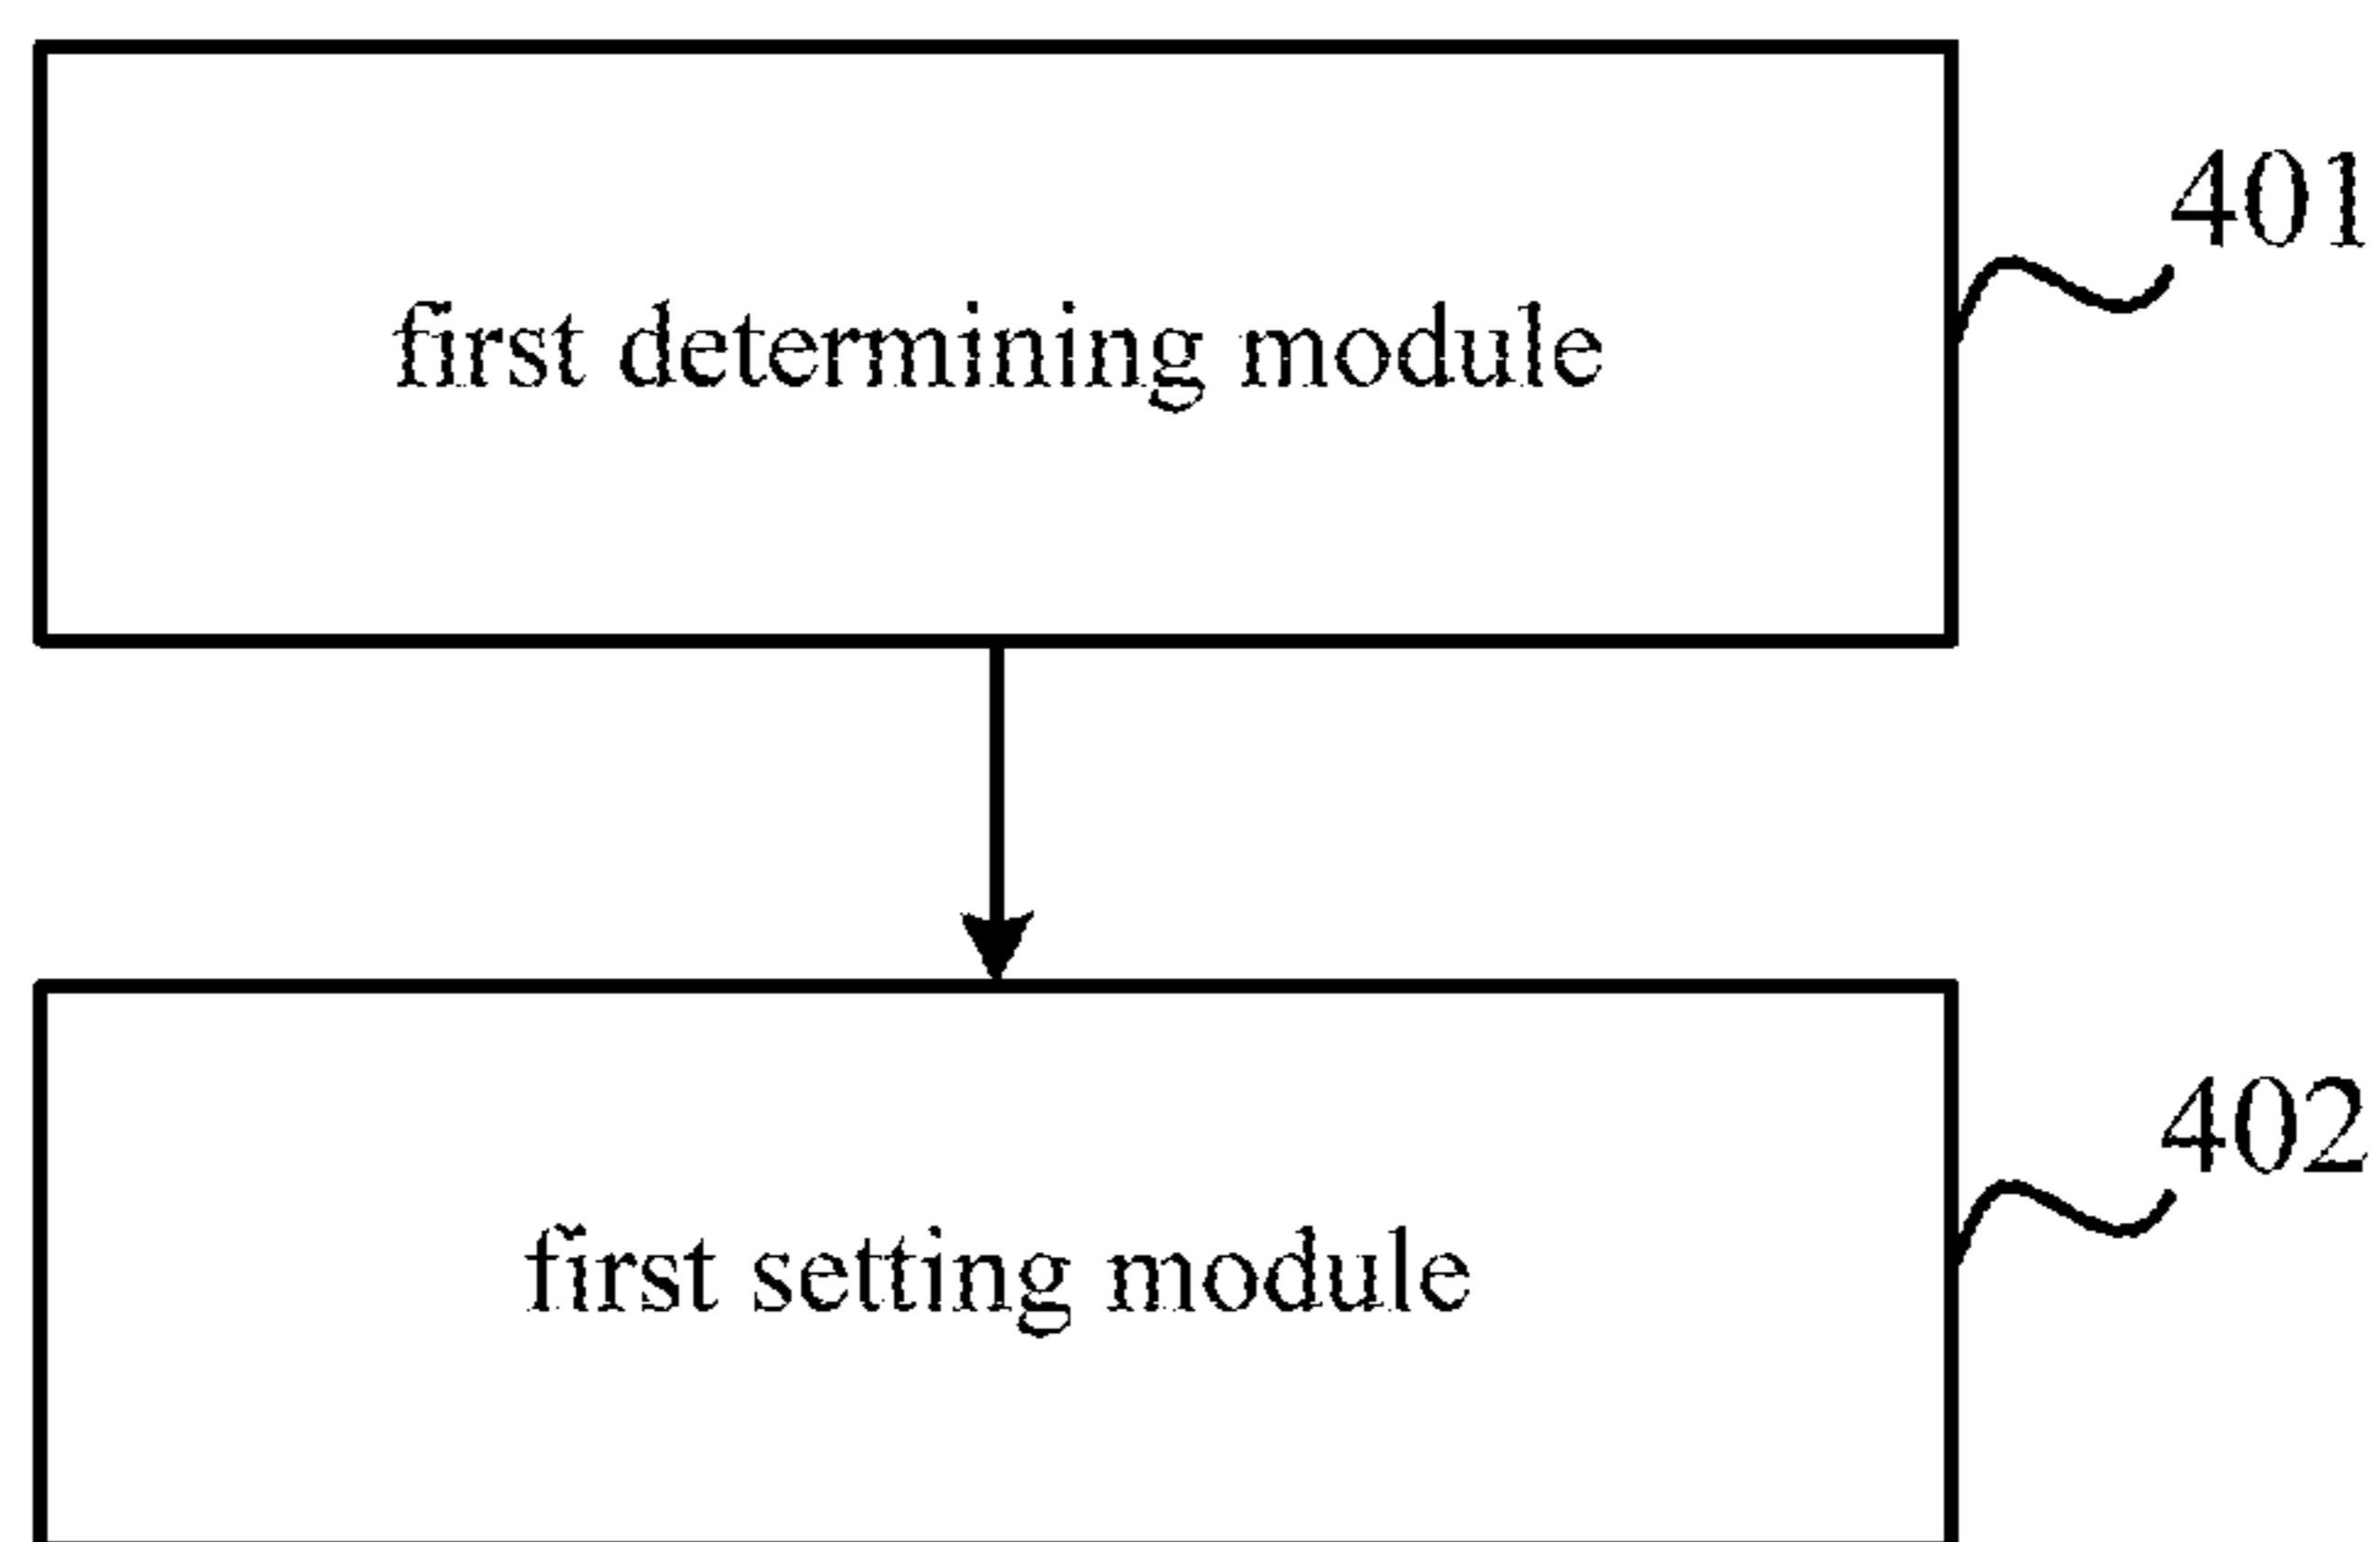 401
first determining module
402
first setting module